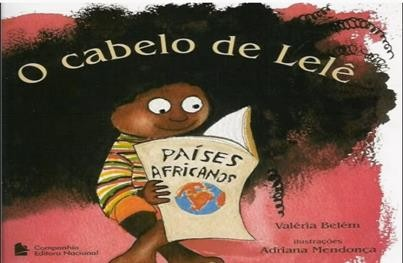 O cabelo de Lelê
PAÍSES
AFRICANOS
Valéria Belém
ilustrações
Adriana Mendonça
Companhia
Editora Nacional